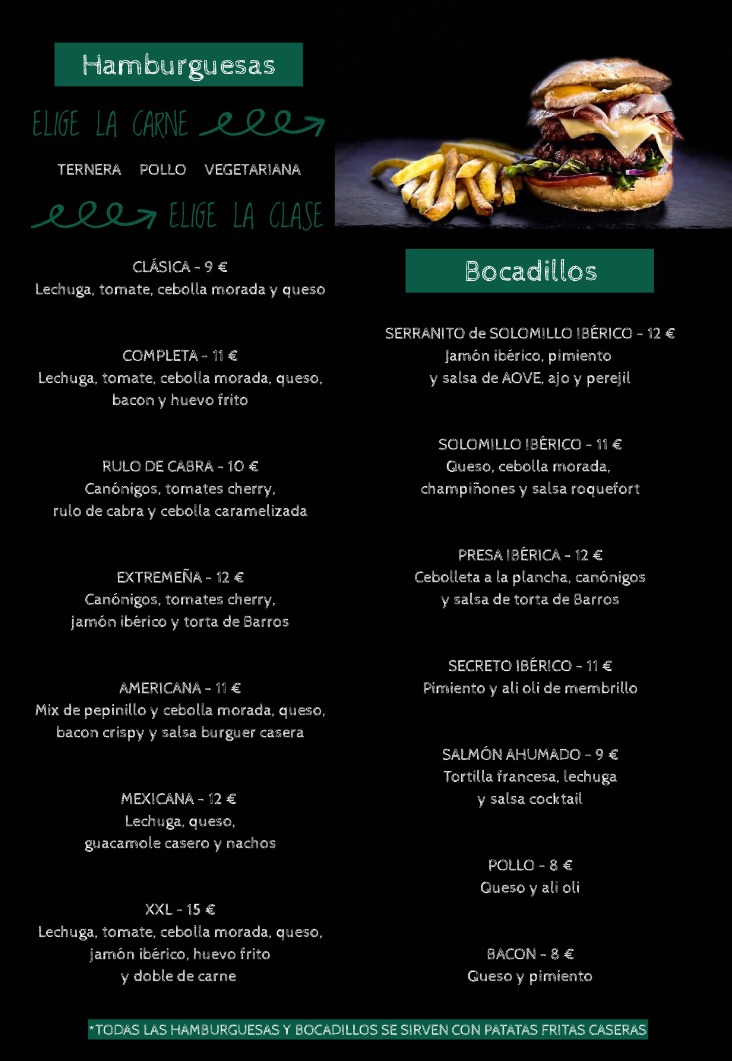 Hamburguesas
ELIGE LA CARNE
TERNERA POLLO VEGETARIANA
ELIGE LA CLASE
CLÁSICA - 9 €
Lechuga, tomate, cebolla morada y queso
COMPLETA - 11 €
Lechuga, tomate, cebolla morada, queso,
bacon y huevo frito
RULO DE CABRA - 10 €
Canónigos, tomates cherry,
rulo de cabra y cebolla caramelizada
EXTREMEÑA - 12 €
Canónigos, tomates cherry,
jamón ibérico y torta de Barros
AMERICANA - 11 €
Mix de pepinillo y cebolla morada, queso,
bacon crispy y salsa burguer casera
MEXICANA - 12 €
Lechuga, queso,
guacamole casero y nachos
XXL - 15 €
Lechuga, tomate, cebolla morada, queso,
jamón ibérico, huevo frito
y doble de carne
Bocadillos
SERRANITO de SOLOMILLO IBÉRICO - 12 €
Jamón ibérico, pimiento
y salsa de AOVE, ajo y perejil
SOLOMILLO IBÉRICO - 11 €
Queso, cebolla morada,
champiñones y salsa roquefort
PRESA IBÉRICA - 12 €
Cebolleta a la plancha, canónigos
y salsa de torta de Barros
SECRETO IBÉRICO - 11 €
Pimiento y ali oli de membrillo
SALMÓN AHUMADO - 9 €
Tortilla francesa, lechuga
y salsa cocktail
POLLO - 8 €
Queso y ali oli
BACON - 8 €
Queso y pimiento
*TODAS LAS HAMBURGUESAS Y BOCADILLOS SE SIRVEN CON PATATAS FRITAS CASERAS